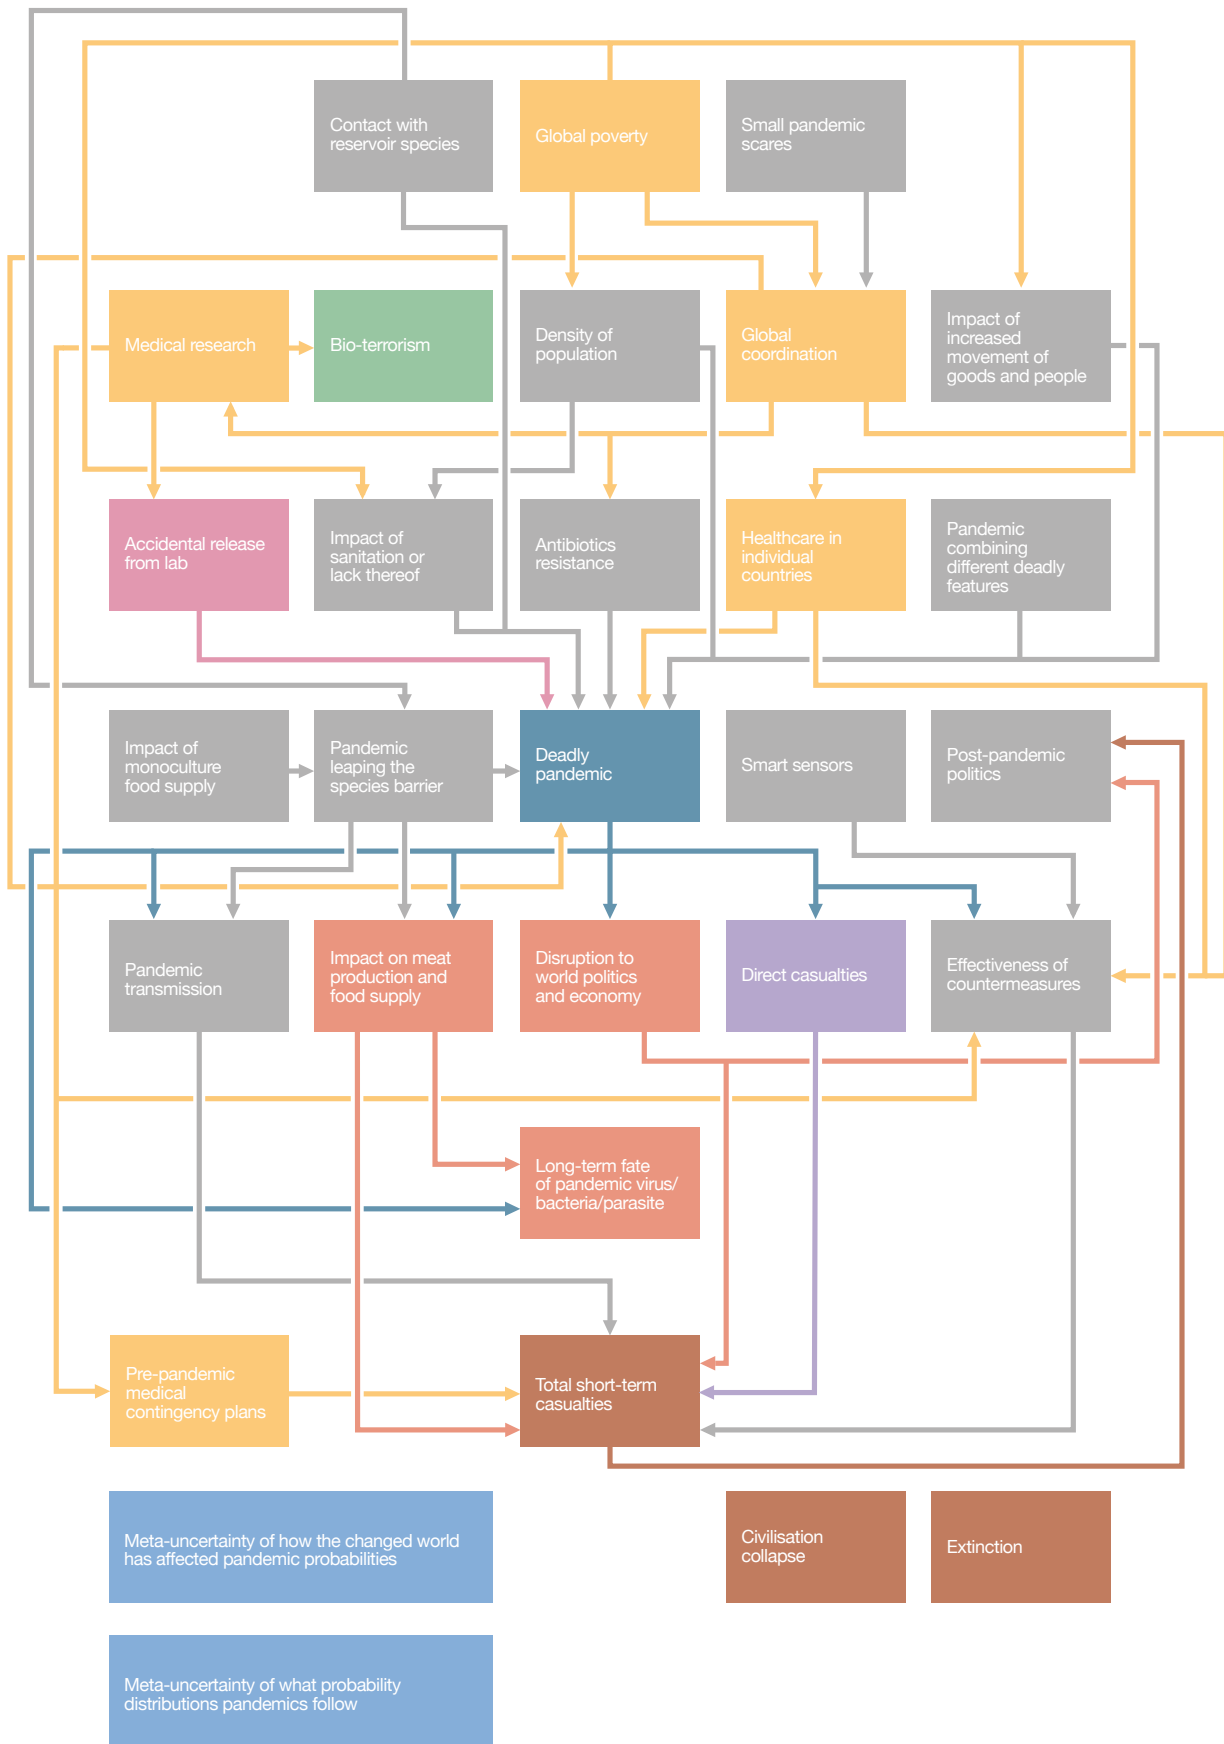 Contact with
reservoir species
Global poverty
Small pandemic
scares
Medical research
Bio-terrorism
Density of
population
Global
coordination
Impact of
increased
movement of
goods and people
Accidental release
from lab
Impact of
sanitation or
lack thereof
Antibiotics
resistance
Healthcare in
individual
countries
Pandemic
combining
different deadly
features
Impact of
monoculture
food supply
Pandemic
leaping the
species barrier
Deadly
pandemic
Smart sensors
Post-pandemic
politics
Pandemic
transmission
Impact on meat
production and
food supply
Disruption to
world politics
and economy
Direct casualties
Effectiveness of
countermeasures
Long-term fate
of pandemic virus/
bacteria/parasite
Pre-pandemic
medical
contingency plans
Total short-term
casualties
Meta-uncertainty of how the changed world
has affected pandemic probabilities
Civilisation
collapse
Extinction
Meta-uncertainty of what probability
distributions pandemics follow